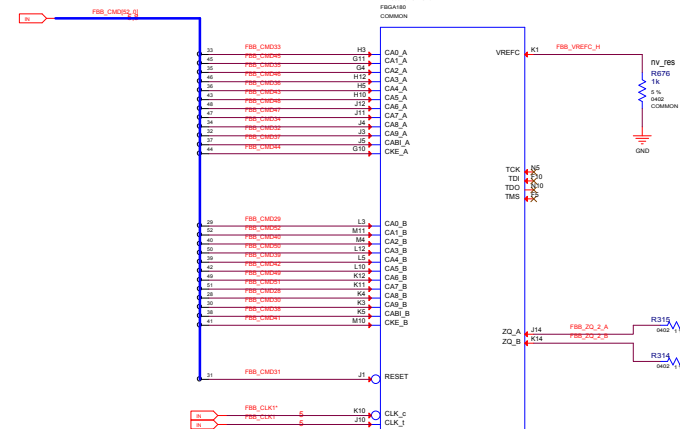 FBGA180
COMMON
IN
FBB_CMD[52..0]
33 FBB_CMD33 H3 CA0_A
45 FBB_CMD45 G11 CA1_A
35 FBB_CMD35 G4 CA2_A
46 FBB_CMD46 H12 CA3_A
36 FBB_CMD36 H5 CA4_A
43 FBB_CMD43 H10 CA5_A
48 FBB_CMD48 J12 CA6_A
47 FBB_CMD47 J11 CA7_A
34 FBB_CMD34 J4 CA8_A
32 FBB_CMD32 J3 CA9_A
37 FBB_CMD37 J5 CABI_A
44 FBB_CMD44 G10 CKE_A
VREFC K1 FBB_VREFC_H
nv_res
R676
1k
5 %
0402
COMMON
GND
TCK N5
TDI F10
TDO N10
TMS F5
29 FBB_CMD29 L3 CA0_B
52 FBB_CMD52 M11 CA1_B
40 FBB_CMD40 M4 CA2_B
50 FBB_CMD50 L12 CA3_B
39 FBB_CMD39 L5 CA4_B
42 FBB_CMD42 L10 CA5_B
49 FBB_CMD49 K12 CA6_B
51 FBB_CMD51 K11 CA7_B
28 FBB_CMD28 K4 CA8_B
30 FBB_CMD30 K3 CA9_B
38 FBB_CMD38 K5 CABI_B
41 FBB_CMD41 M10 CKE_B
ZQ_A J14 FBB_ZQ_2_A
ZQ_B K14 FBB_ZQ_2_B
R315
0402 1
R314
0402 1
31 FBB_CMD31 J1 RESET
IN FBB_CLK1* 5 K10 CLK_c
IN FBB_CLK1 5 J10 CLK_t